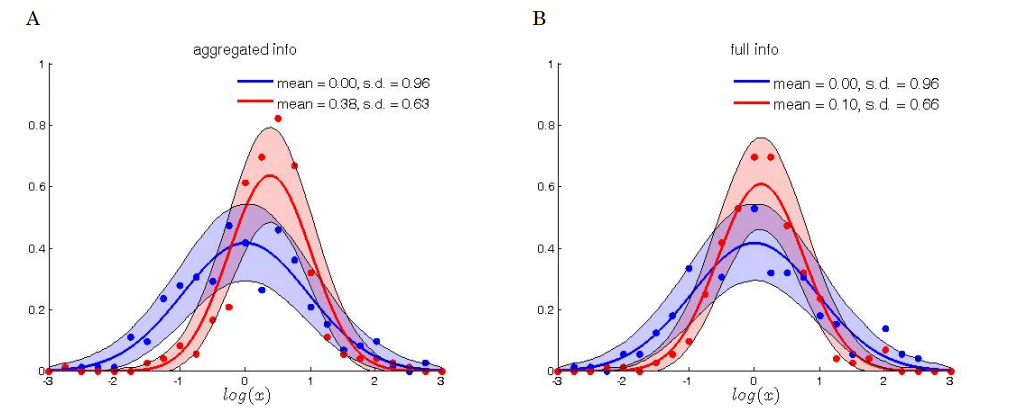 A
B
aggregated info
full info
mean = 0.00, s.d. = 0.96
mean = 0.38, s.d. = 0.63
mean = 0.00, s.d. = 0.96
mean = 0.10, s.d. = 0.66
1
0.8
0.6
0.4
0.2
0
-3 -2 -1 0 1 2 3
log(x)
1
0.8
0.6
0.4
0.2
0
-3 -2 -1 0 1 2 3
log(x)